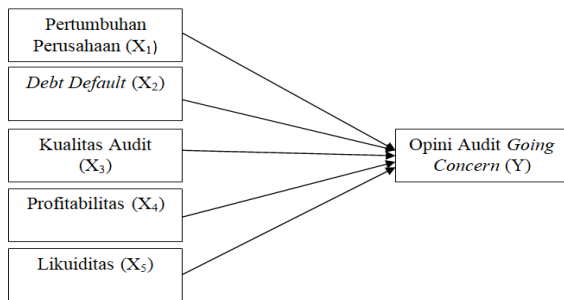 Pertumbuhan
Perusahaan (X₁)
Debt Default (X₂)
Kualitas Audit
(X₃)
Opini Audit Going
Concern (Y)
Profitabilitas (X₄)
Likuiditas (X₅)